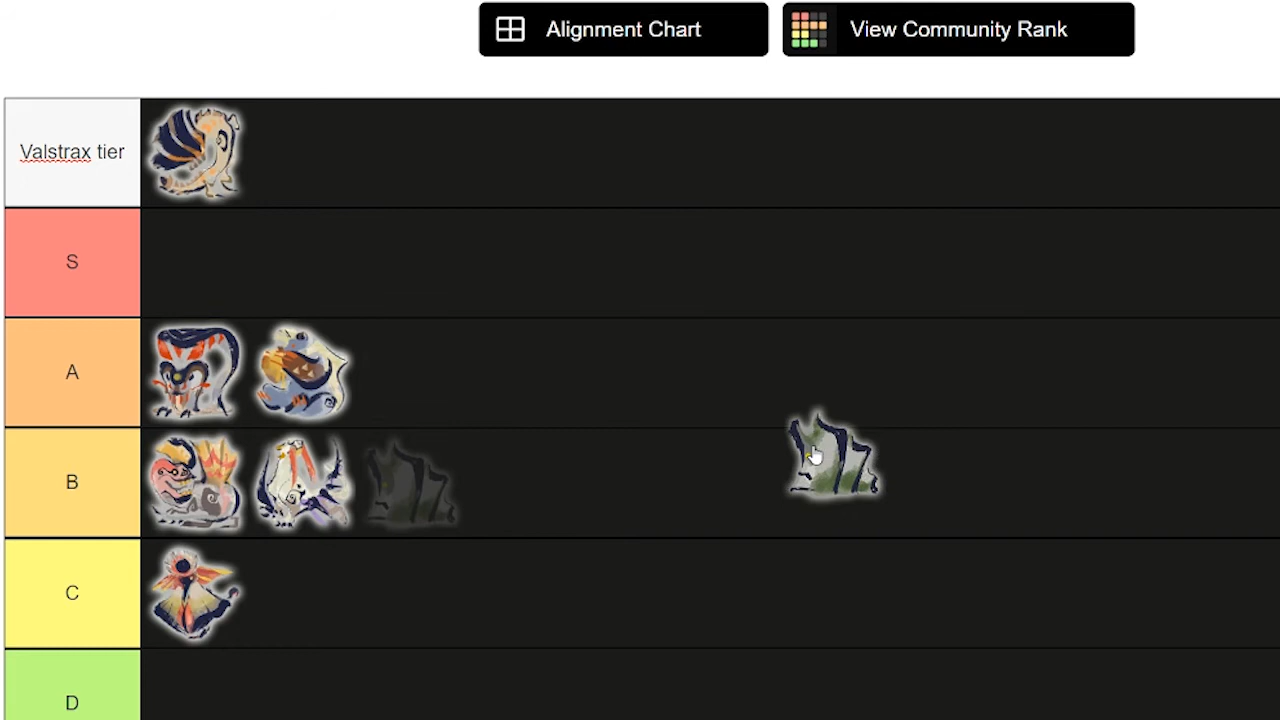 Alignment Chart
View Community Rank
Valstrax tier
S
A
B
C
D